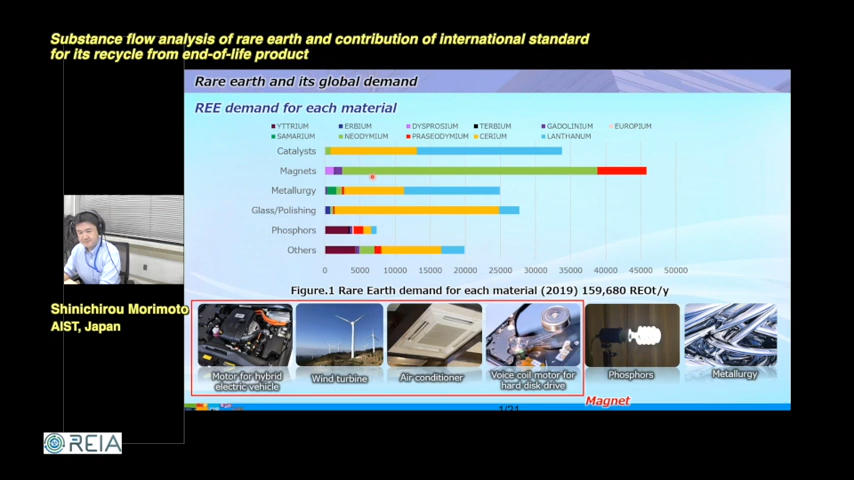 Substance flow analysis of rare earth and contribution of international standard
for its recycle from end-of-life product
Rare earth and its global demand
REE demand for each material
YTTRIUM ERBIUM DYSPROSIUM TERBIUM GADOLINIUM EUROPIUM
SAMARIUM NEODYMIUM PRASEODYMIUM CERIUM LANTHANUM
Catalysts
Magnets
Metallurgy
Glass/Polishing
Phosphors
Others
0 5000 10000 15000 20000 25000 30000 35000 40000 45000 50000
Figure.1 Rare Earth demand for each material (2019) 159,680 REOt/y
Shinichirou Morimoto
AIST, Japan
Motor for hybrid
electric vehicle
Wind turbine
Air conditioner
Voice coil motor for
hard disk drive
Phosphors
Metallurgy
Magnet
1/21
REIA